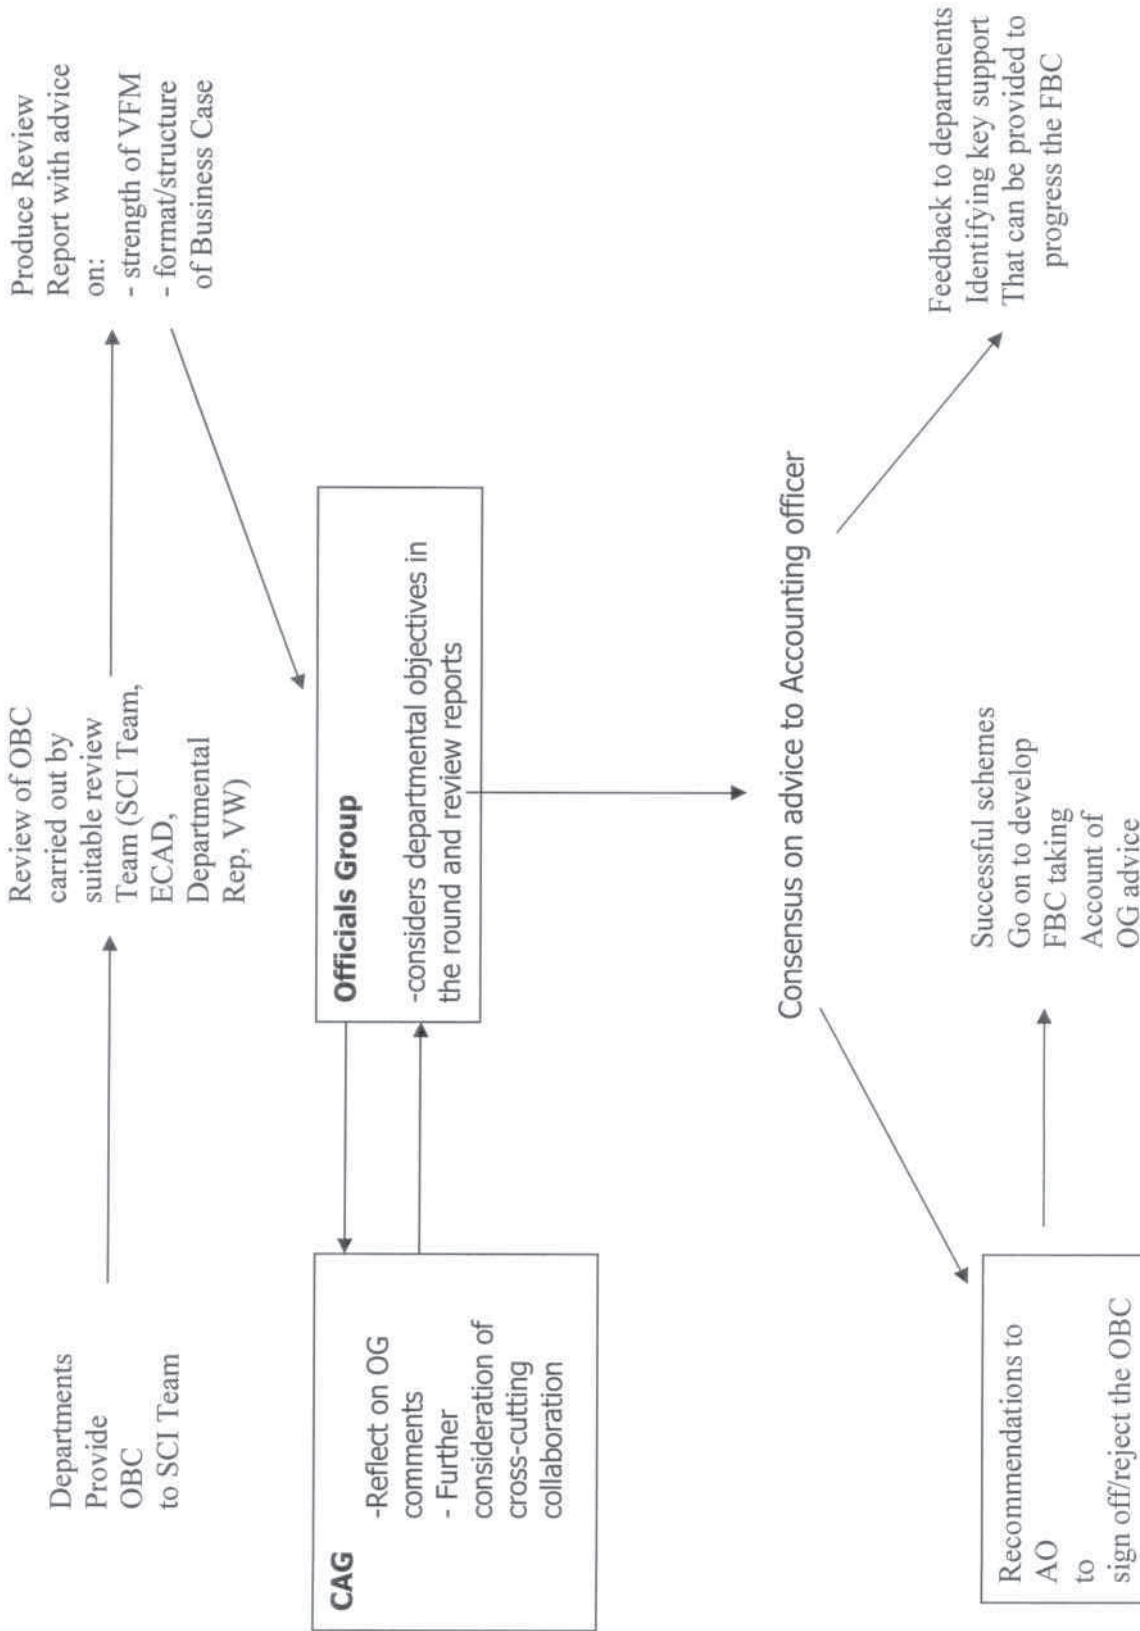 Departments
Provide
OBC
to SCI Team
Review of OBC
carried out by
suitable review
Team (SCI Team,
ECAD,
Departmental
Rep, VW)
Produce Review
Report with advice
on:
- strength of VFM
- format/structure
of Business Case
CAG
-Reflect on OG
comments
- Further
consideration of
cross-cutting
collaboration
Officials Group
-considers departmental objectives in
the round and review reports
Consensus on advice to Accounting officer
Recommendations to
AO
to
sign off/reject the OBC
Successful schemes
Go on to develop
FBC taking
Account of
OG advice
Feedback to departments
Identifying key support
That can be provided to
progress the FBC